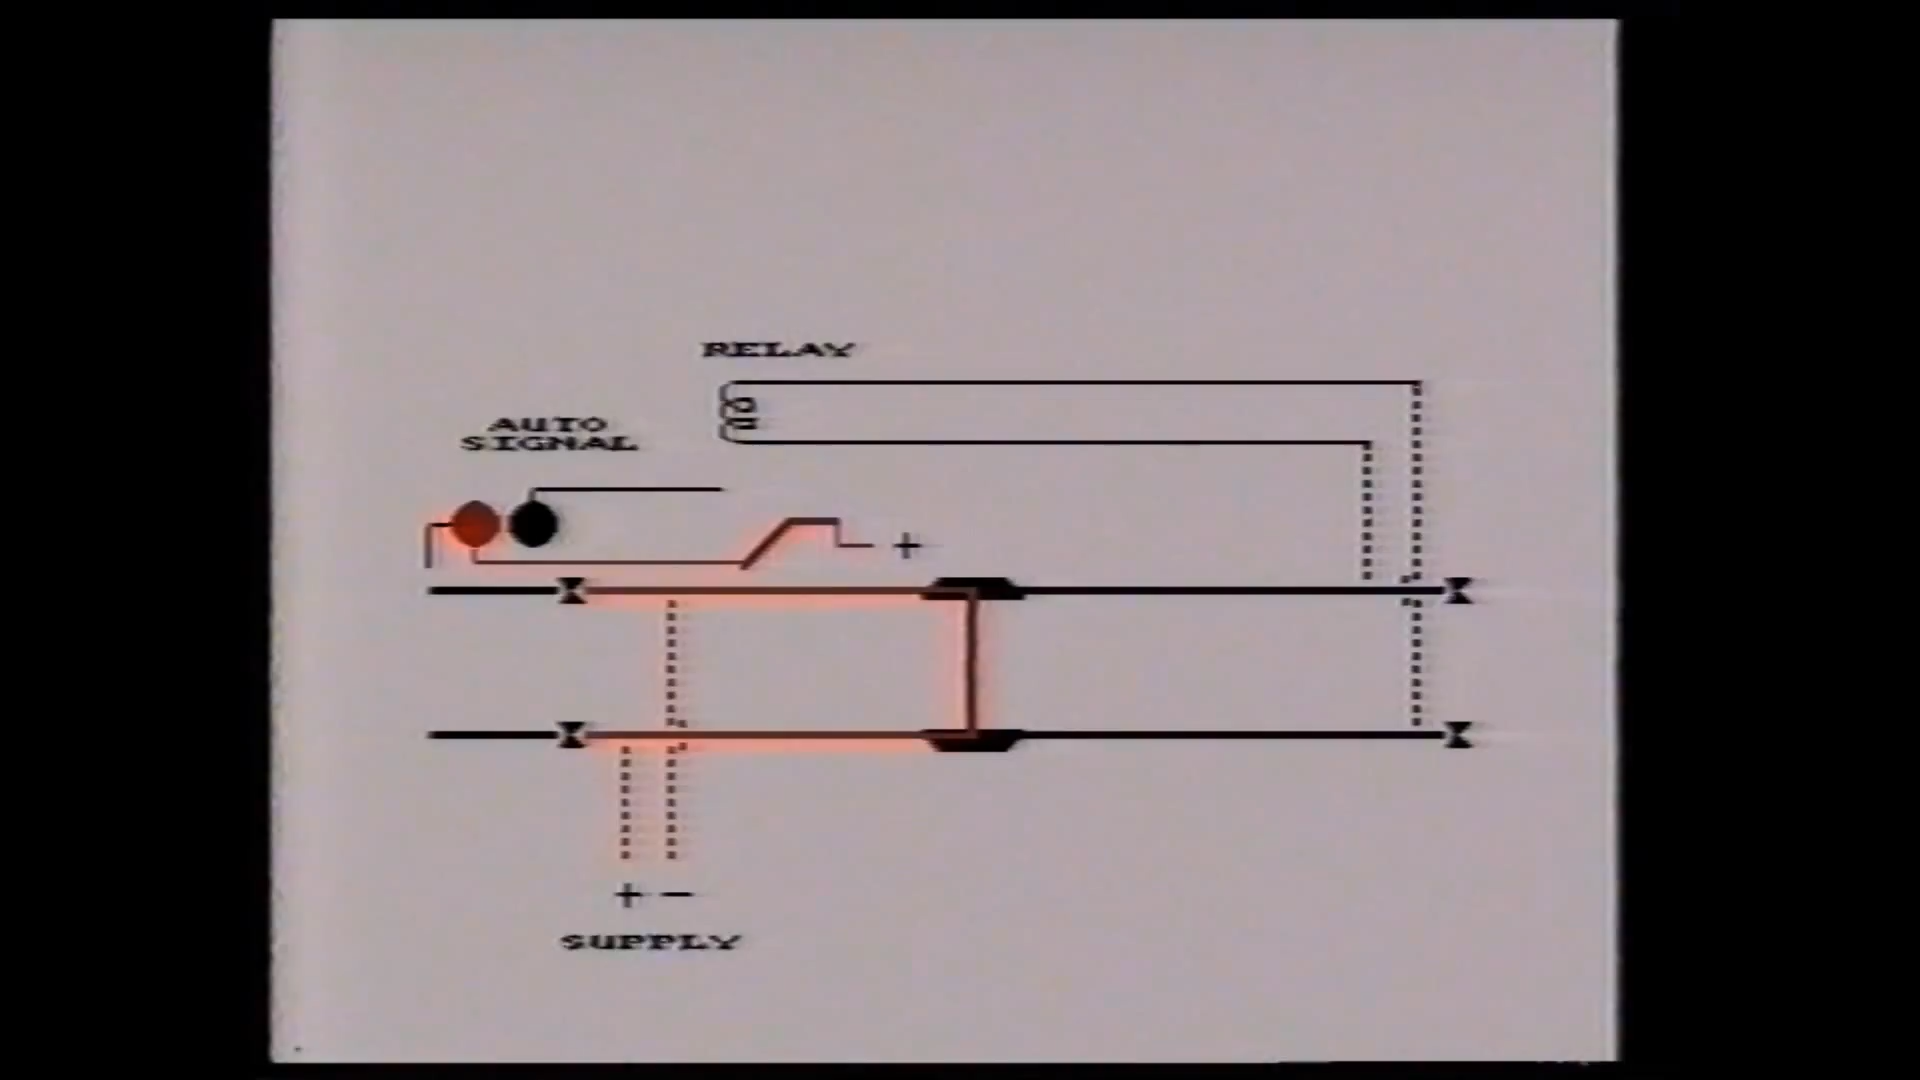 RELAY
AUTO
SIGNAL
+
+ −
SUPPLY